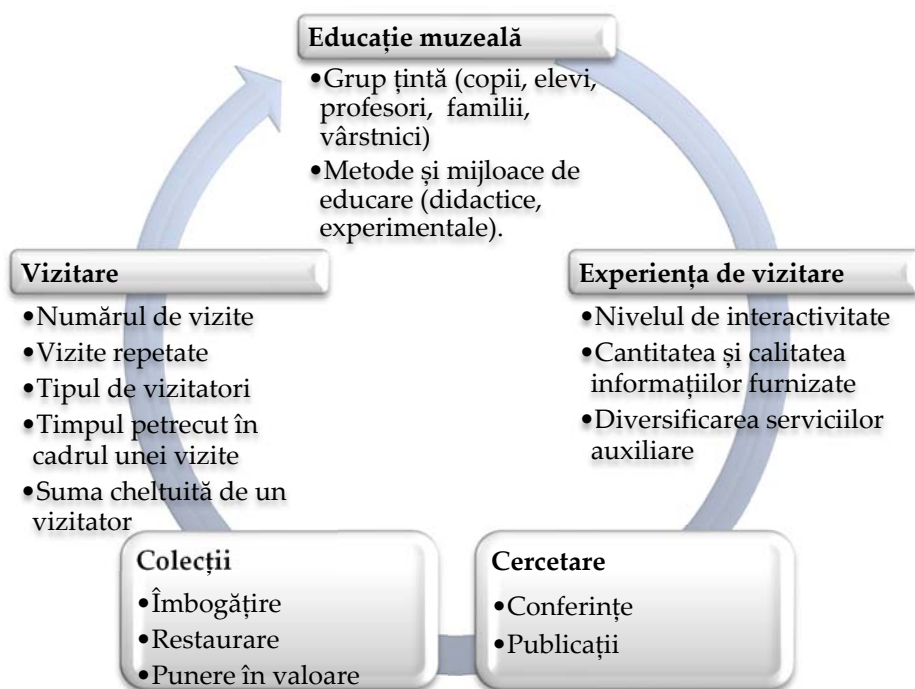 Educație muzeală
•Grup țintă (copii, elevi,
profesori, familii,
vârstnici)
•Metode și mijloace de
educare (didactice,
experimentale).
Experiența de vizitare
•Nivelul de interactivitate
•Cantitatea și calitatea
informațiilor furnizate
•Diversificarea serviciilor
auxiliare
Cercetare
•Conferințe
•Publicații
Colecții
•Îmbogățire
•Restaurare
•Punere în valoare
Vizitare
•Numărul de vizite
•Vizite repetate
•Tipul de vizitatori
•Timpul petrecut în
cadrul unei vizite
•Suma cheltuită de un
vizitator